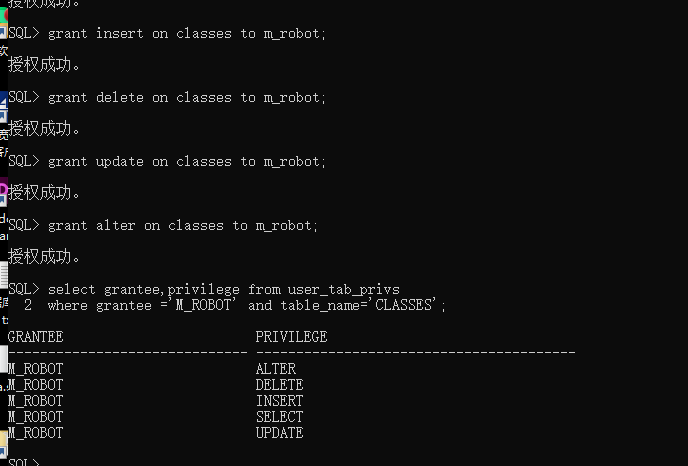 授权成功。
SQL> grant insert on classes to m_robot;
授权成功。
SQL> grant delete on classes to m_robot;
授权成功。
SQL> grant update on classes to m_robot;
授权成功。
SQL> grant alter on classes to m_robot;
授权成功。
SQL> select grantee,privilege from user_tab_privs
2 where grantee ='M_ROBOT' and table_name='CLASSES';
GRANTEE PRIVILEGE
------------------------------ ----------------------------------------
M_ROBOT ALTER
M_ROBOT DELETE
M_ROBOT INSERT
M_ROBOT SELECT
M_ROBOT UPDATE
SQL>